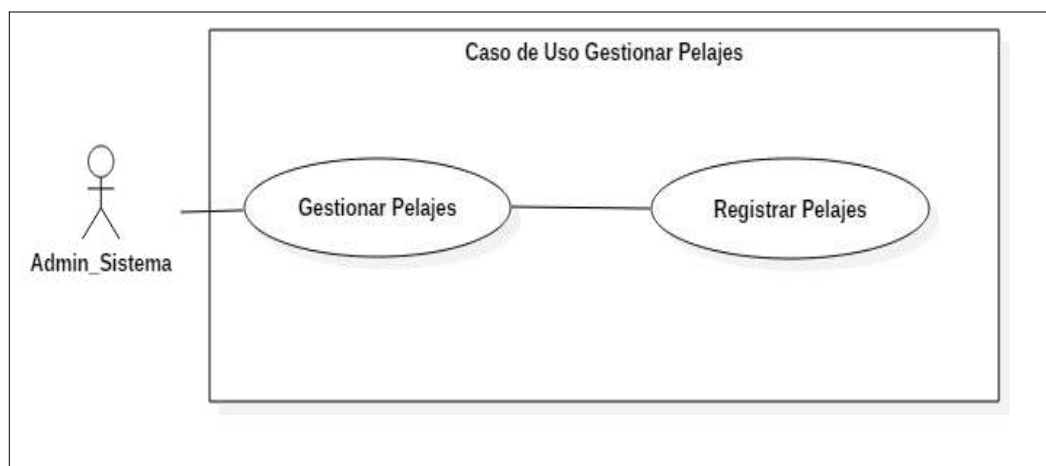 Caso de Uso Gestionar Pelajes
Gestionar Pelajes
Registrar Pelajes
Admin_Sistema